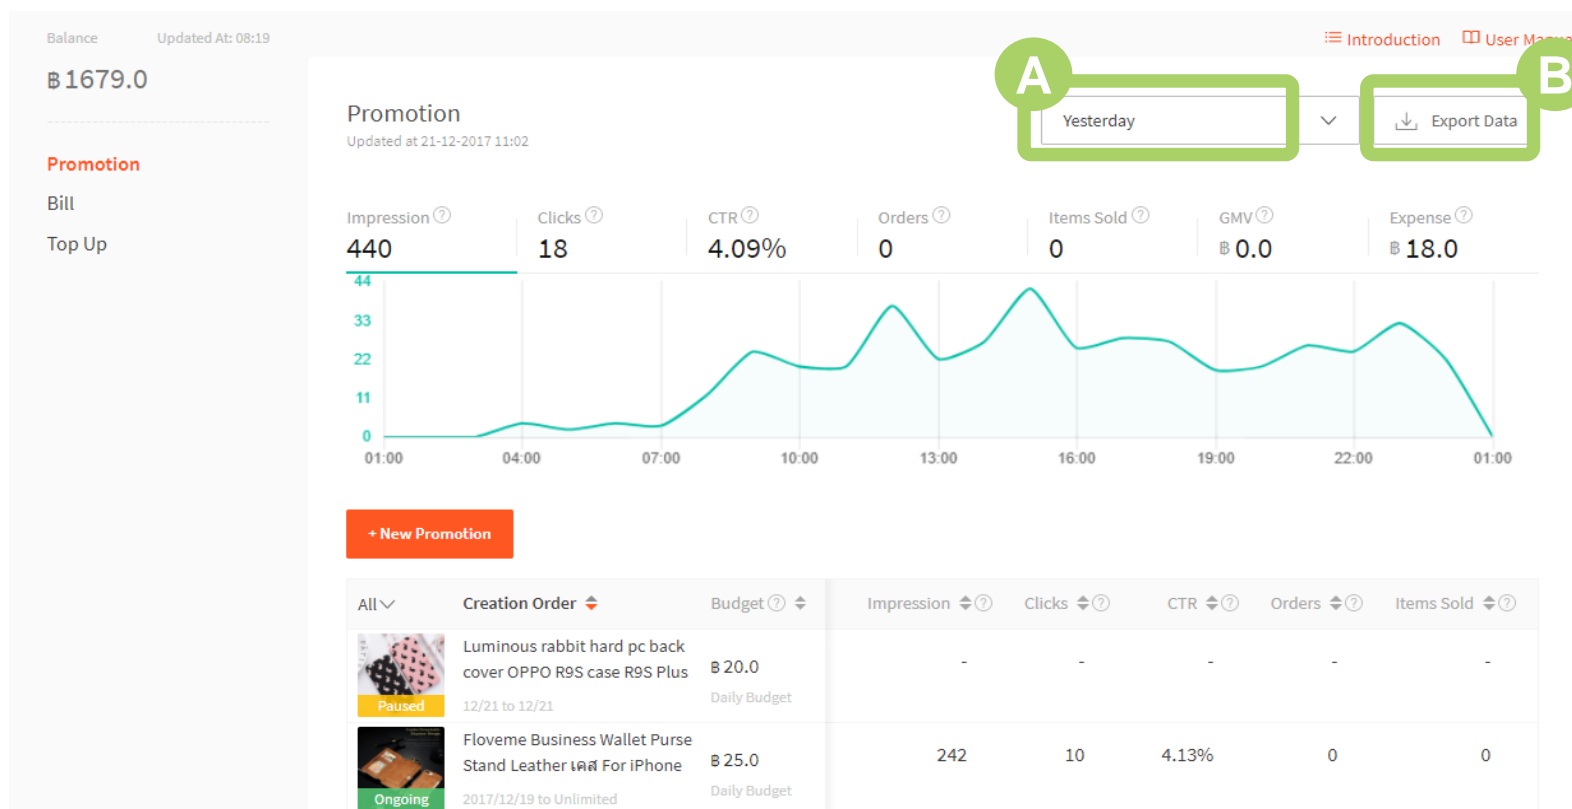 Balance Updated At: 08:19
฿1679.0
Promotion
Bill
Top Up
Introduction User Manua
A
B
Promotion
Updated at 21-12-2017 11:02
Yesterday
Export Data
Impression Clicks CTR Orders Items Sold GMV Expense
440 18 4.09% 0 0 ฿ 0.0 ฿ 18.0
44
33
22
11
0
01:00 04:00 07:00 10:00 13:00 16:00 19:00 22:00 01:00
+ New Promotion
All Creation Order Budget Impression Clicks CTR Orders Items Sold
Luminous rabbit hard pc back
cover OPPO R9S case R9S Plus
12/21 to 12/21
Paused
฿ 20.0
Daily Budget
- - - - -
Floveme Business Wallet Purse
Stand Leather เคส For iPhone
2017/12/19 to Unlimited
Ongoing
฿ 25.0
Daily Budget
242 10 4.13% 0 0